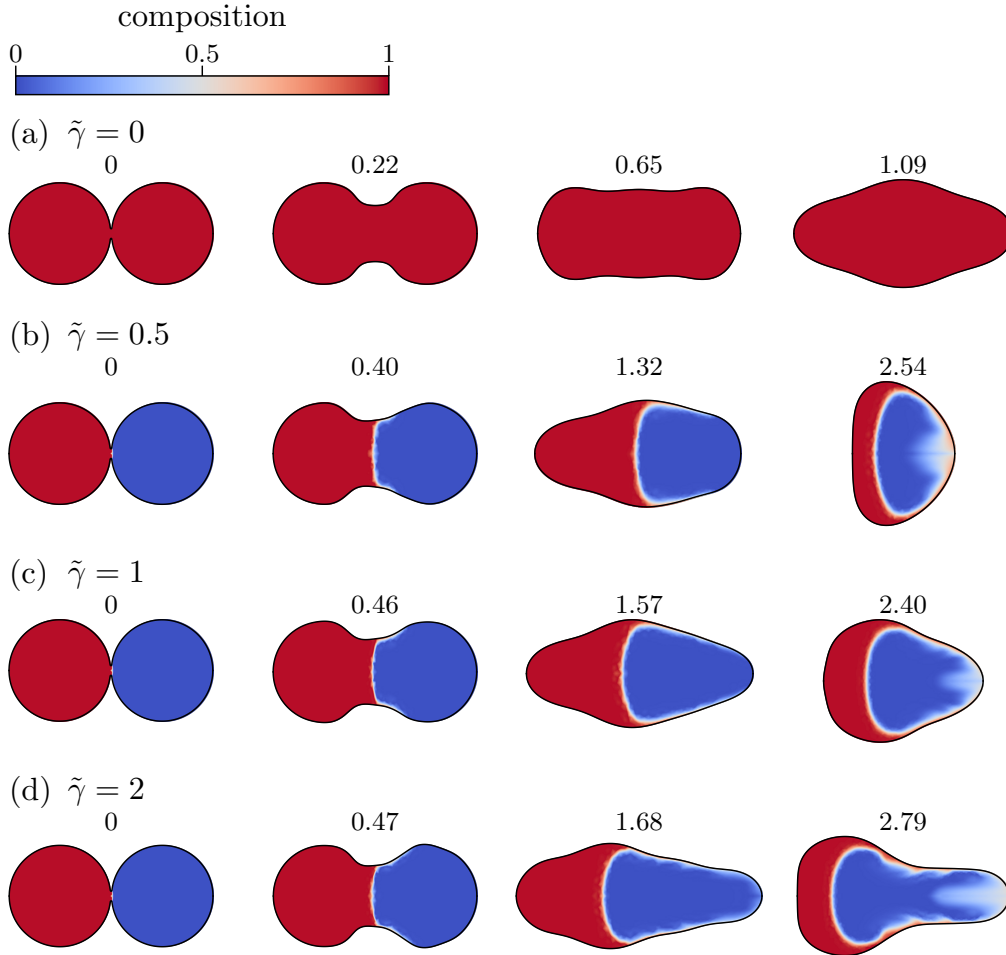 composition
0 0.5 1
(a) γ̃ = 0
0 0.22 0.65 1.09
(b) γ̃ = 0.5
0 0.40 1.32 2.54
(c) γ̃ = 1
0 0.46 1.57 2.40
(d) γ̃ = 2
0 0.47 1.68 2.79